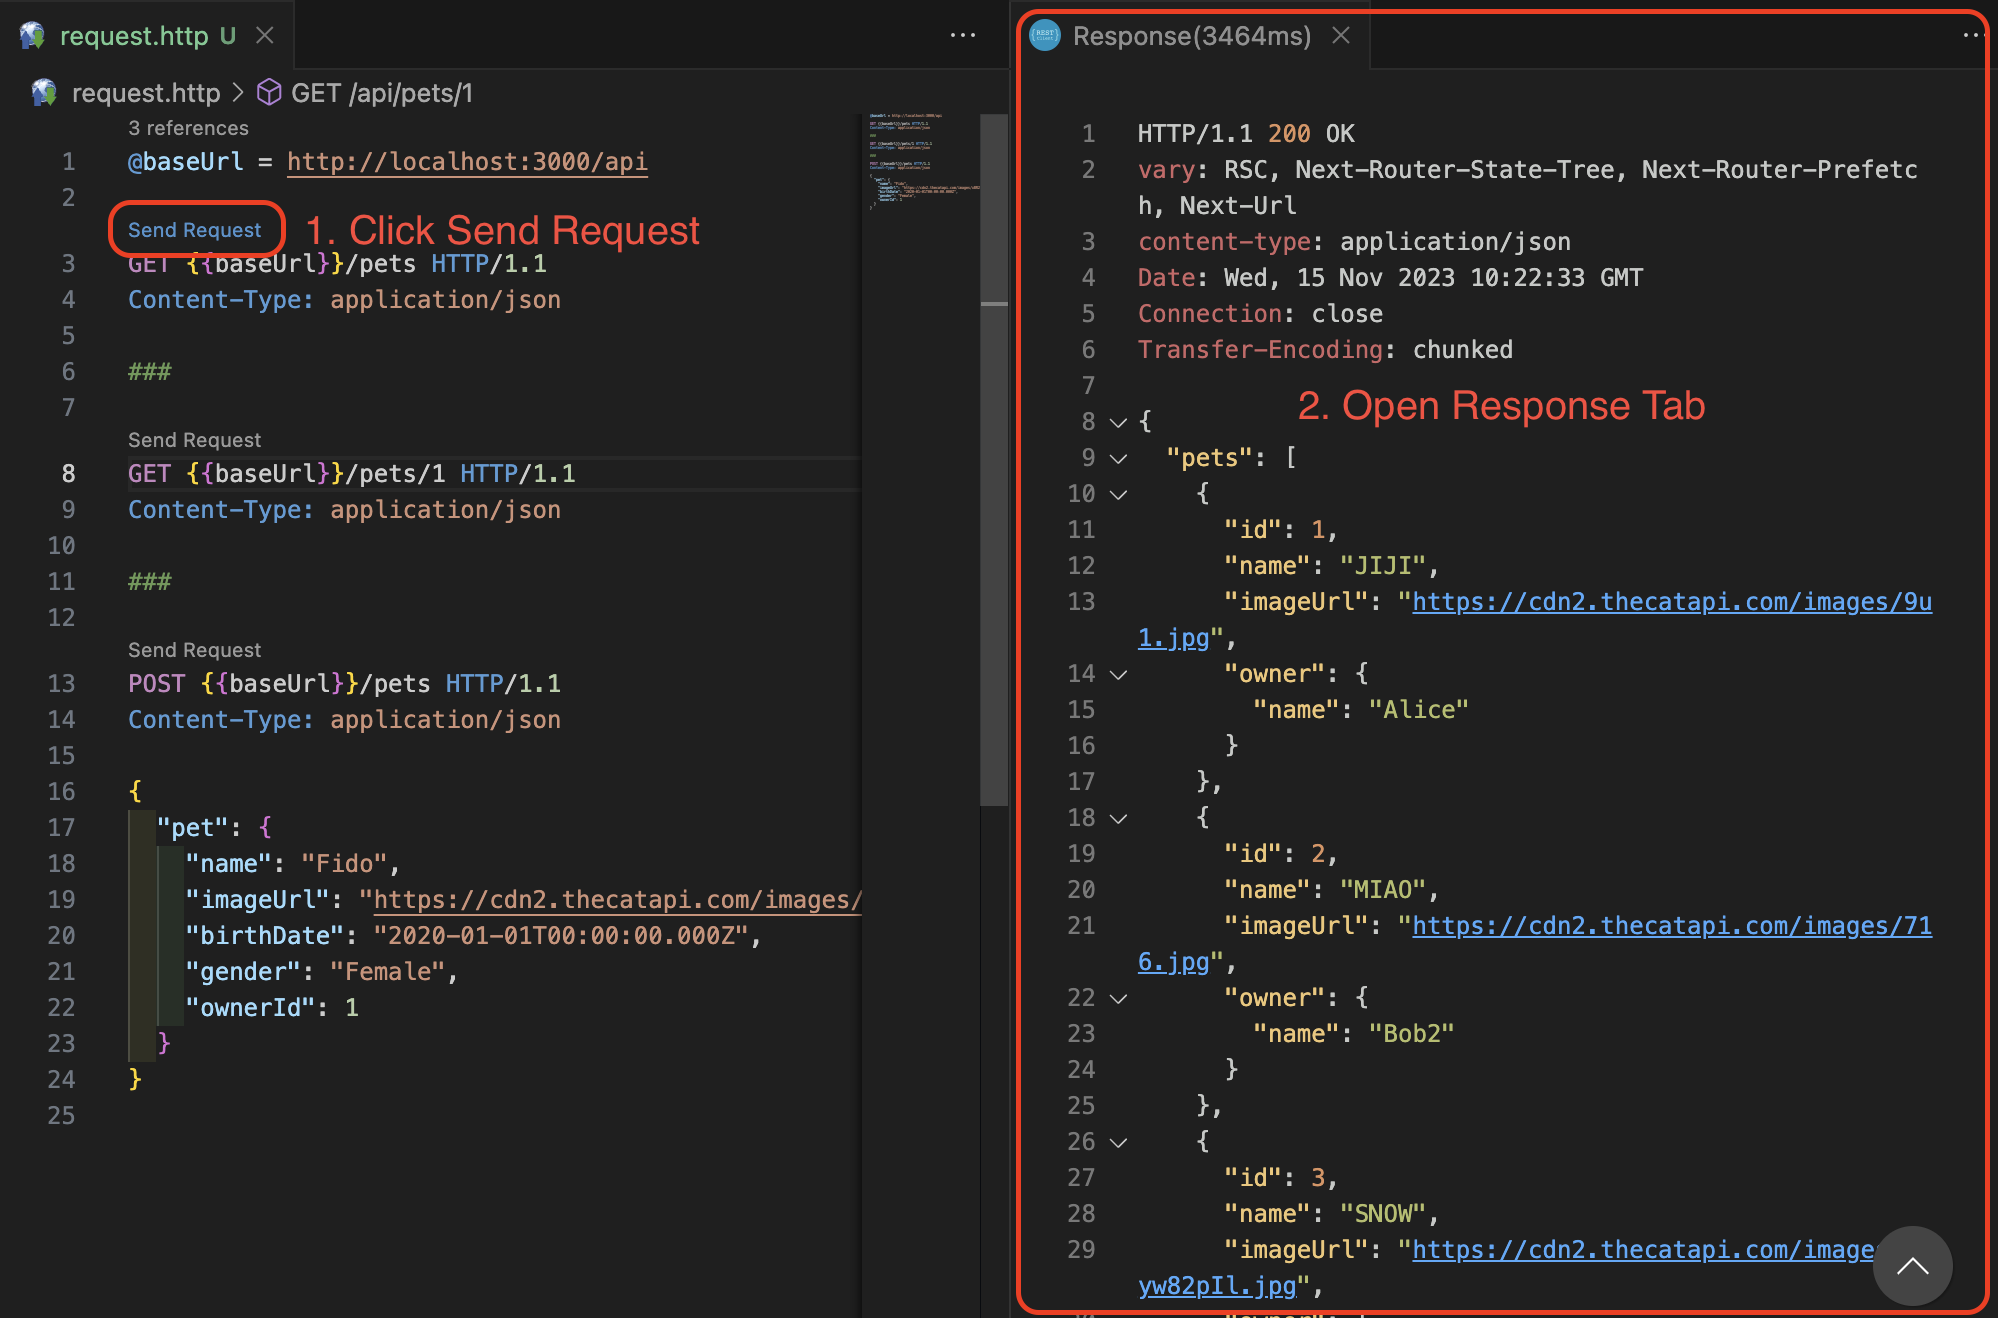 request.http U
request.http > GET /api/pets/1
3 references
1 @baseUrl = http://localhost:3000/api
2
Send Request
1. Click Send Request
3 GET {{baseUrl}}/pets HTTP/1.1
4 Content-Type: application/json
5
6 ###
7
Send Request
8 GET {{baseUrl}}/pets/1 HTTP/1.1
9 Content-Type: application/json
10
11 ###
12
Send Request
13 POST {{baseUrl}}/pets HTTP/1.1
14 Content-Type: application/json
15
16 {
17 "pet": {
18 "name": "Fido",
19 "imageUrl": "https://cdn2.thecatapi.com/images/
20 "birthDate": "2020-01-01T00:00:00.000Z",
21 "gender": "Female",
22 "ownerId": 1
23 }
24 }
25
REST
Client
Response(3464ms)
1 HTTP/1.1 200 OK
2 vary: RSC, Next-Router-State-Tree, Next-Router-Prefetc
h, Next-Url
3 content-type: application/json
4 Date: Wed, 15 Nov 2023 10:22:33 GMT
5 Connection: close
6 Transfer-Encoding: chunked
7
2. Open Response Tab
8 {
9 "pets": [
10 {
11 "id": 1,
12 "name": "JIJI",
13 "imageUrl": "https://cdn2.thecatapi.com/images/9u
1.jpg",
14 "owner": {
15 "name": "Alice"
16 }
17 },
18 {
19 "id": 2,
20 "name": "MIAO",
21 "imageUrl": "https://cdn2.thecatapi.com/images/71
6.jpg",
22 "owner": {
23 "name": "Bob2"
24 }
25 },
26 {
27 "id": 3,
28 "name": "SNOW",
29 "imageUrl": "https://cdn2.thecatapi.com/image
yw82pIl.jpg",